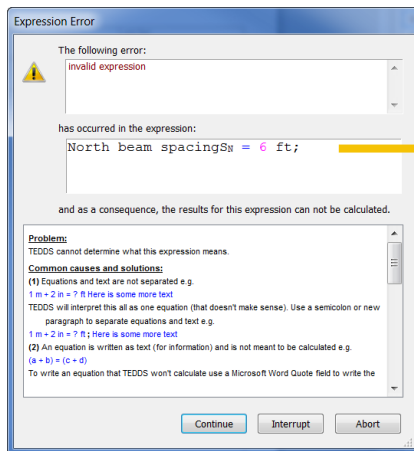 Expression Error
The following error:
invalid expression
has occurred in the expression:
North beam spacingSN = 6 ft;
and as a consequence, the results for this expression can not be calculated.
Problem:
TEDDS cannot determine what this expression means.
Common causes and solutions:
(1) Equations and text are not separated e.g.
1 m + 2 in = ? ft Here is some more text
TEDDS will interpret this all as one equation (that doesn't make sense). Use a semicolon or new
paragraph to separate equations and text e.g.
1 m + 2 in = ? ft ; Here is some more text
(2) An equation is written as text (for information) and is not meant to be calculated e.g.
(a + b) = (c + d)
To write an equation that TEDDS won't calculate use a Microsoft Word Quote field to write the
Continue Interrupt Abort